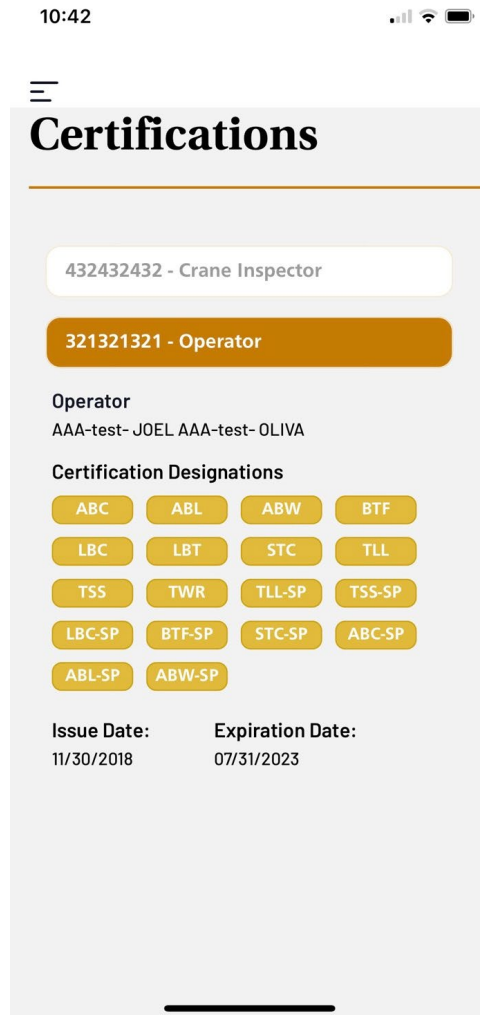 10:42
Certifications
432432432 - Crane Inspector
321321321 - Operator
Operator
AAA-test- JOEL AAA-test- OLIVA
Certification Designations
ABC ABL ABW BTF
LBC LBT STC TLL
TSS TWR TLL-SP TSS-SP
LBC-SP BTF-SP STC-SP ABC-SP
ABL-SP ABW-SP
Issue Date: Expiration Date:
11/30/2018 07/31/2023